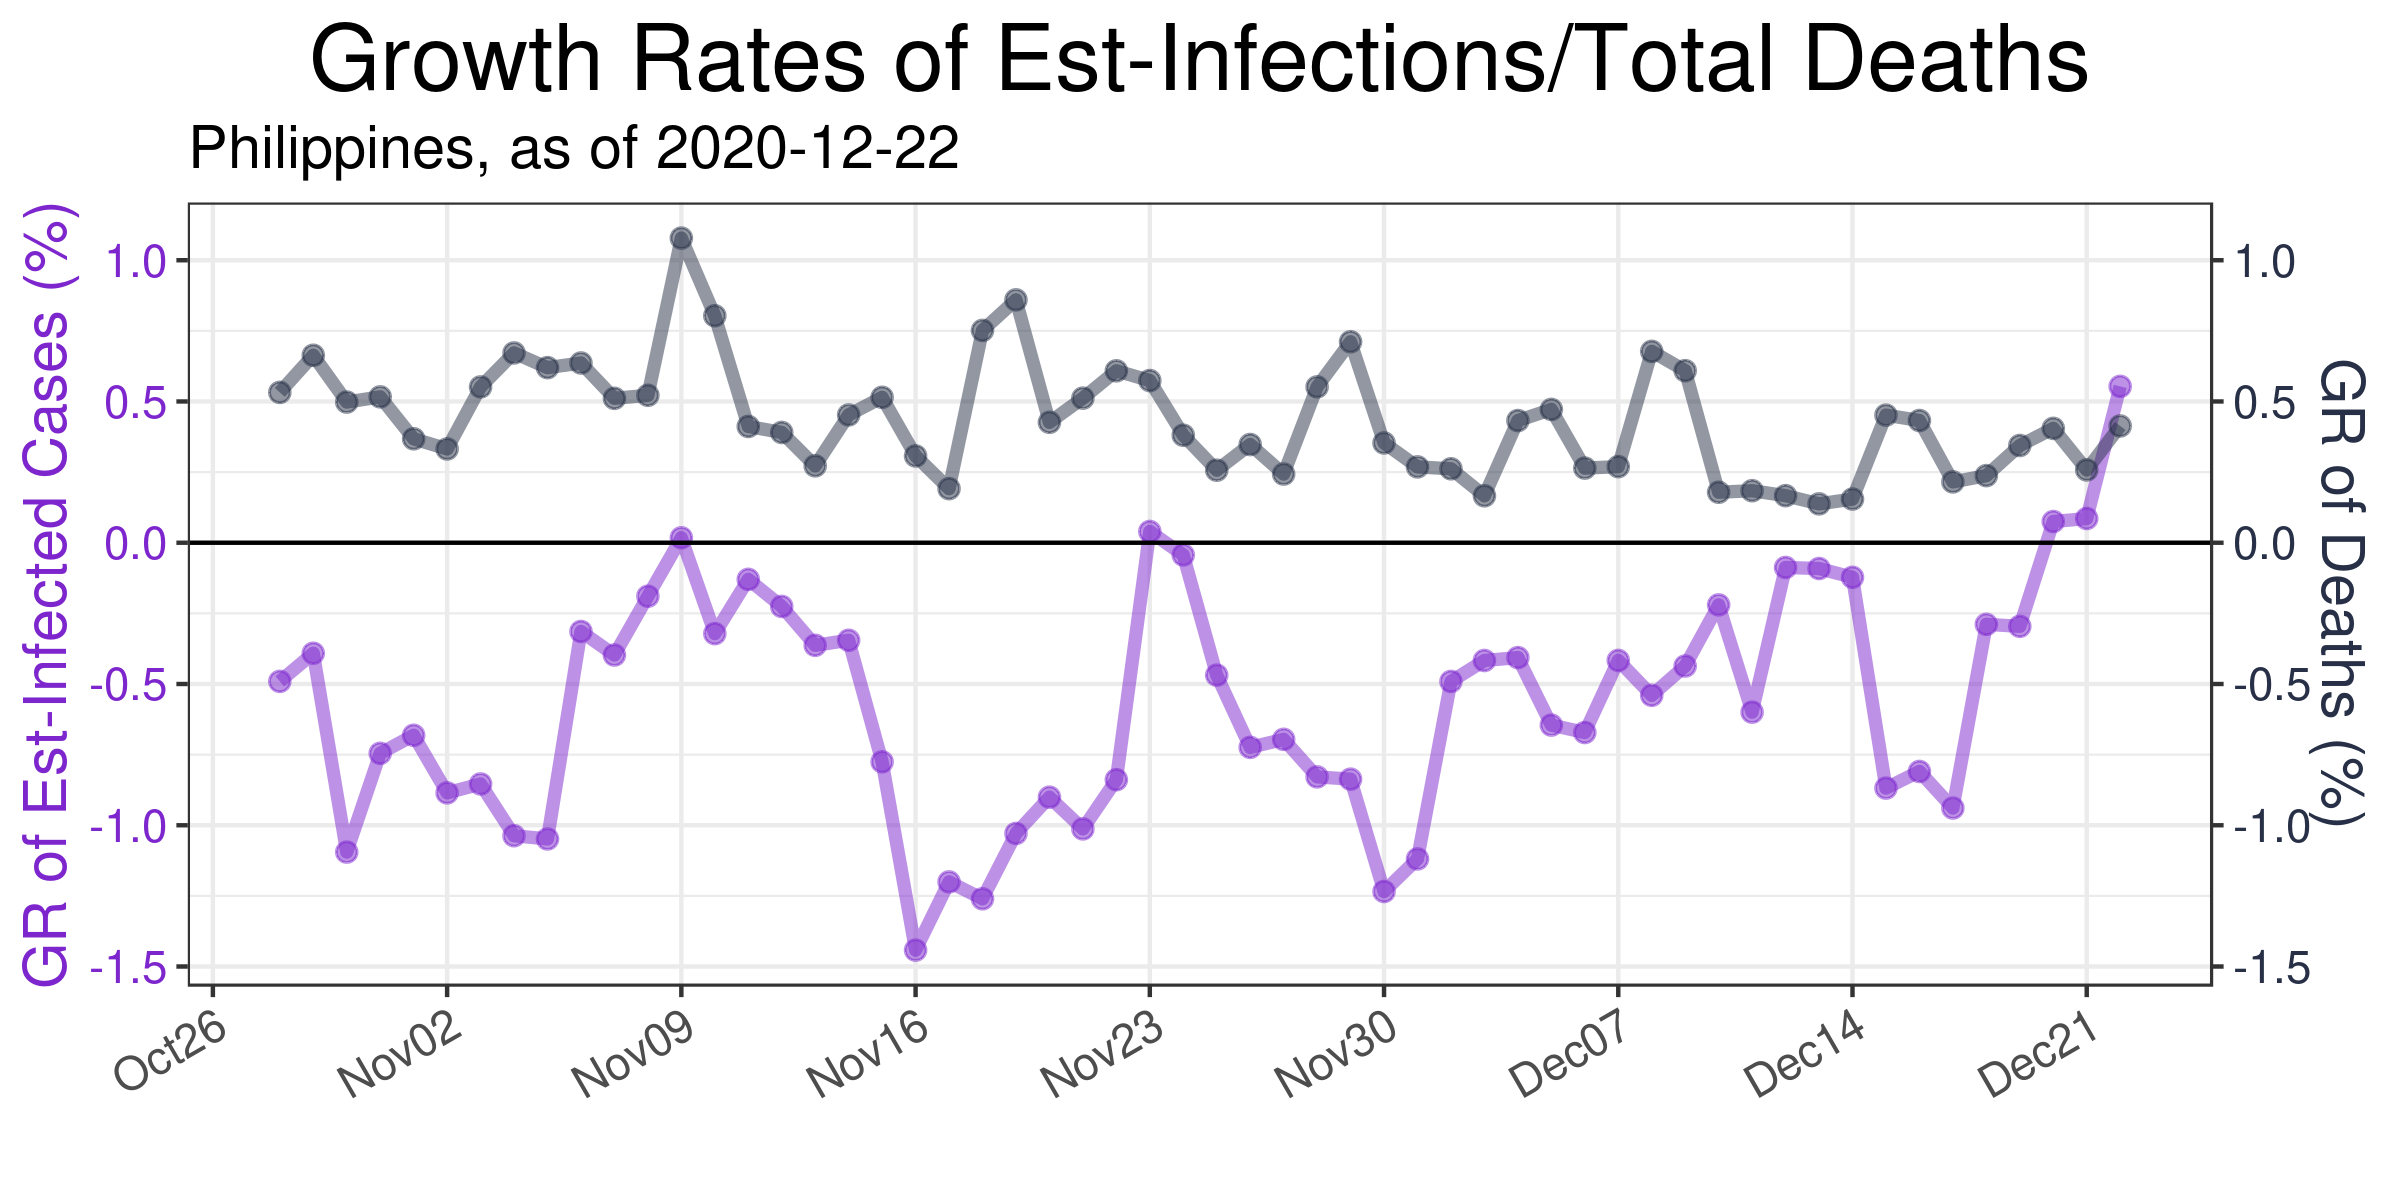 Growth Rates of Est-Infections/Total Deaths
Philippines, as of 2020-12-22
GR of Est-Infected Cases (%)
1.0
0.5
0.0
-0.5
-1.0
-1.5
1.0
0.5
0.0
-0.5
-1.0
-1.5
GR of Deaths (%)
Oct26
Nov02
Nov09
Nov16
Nov23
Nov30
Dec07
Dec14
Dec21